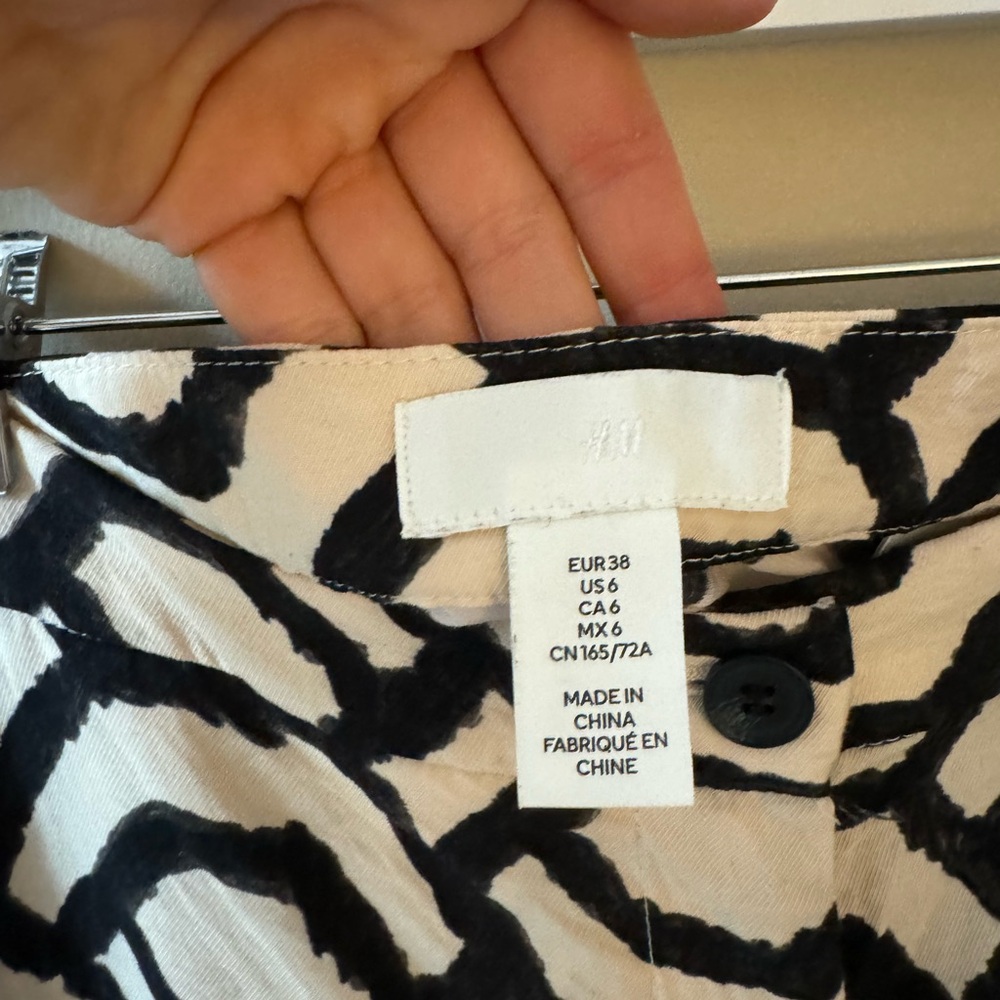 H&M
EUR 38
US 6
CA 6
MX 6
CN 165/72A
MADE IN
CHINA
FABRIQUÉ EN
CHINE